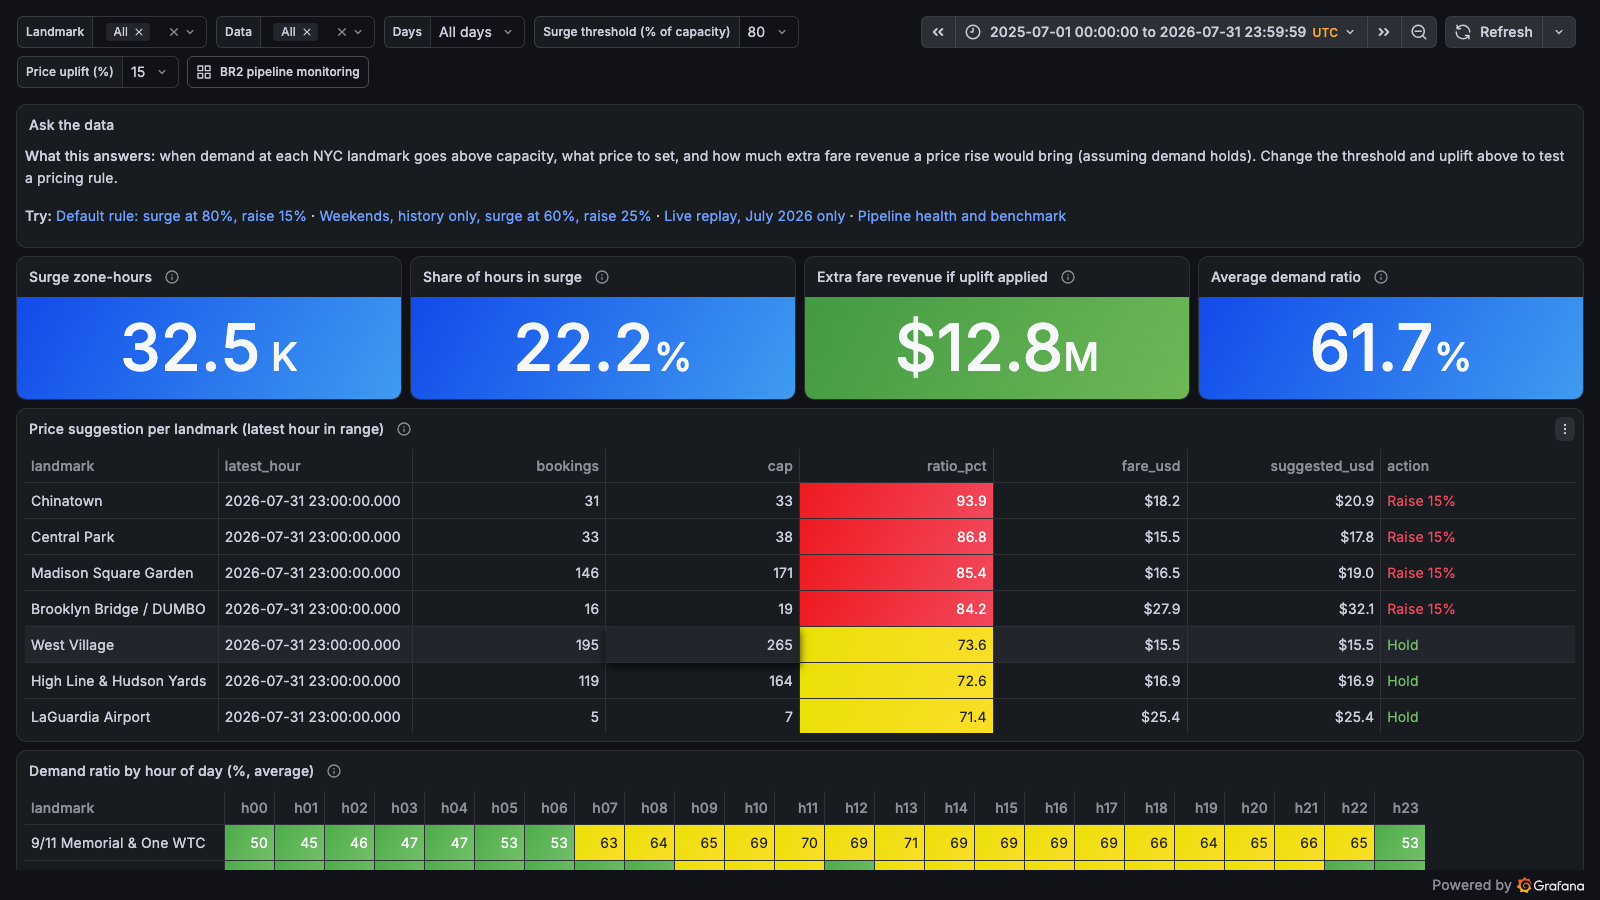 Landmark All × × Data All × × Days All days Surge threshold (% of capacity) 80 2025-07-01 00:00:00 to 2026-07-31 23:59:59 UTC Refresh
Price uplift (%) 15 BR2 pipeline monitoring
Ask the data
What this answers: when demand at each NYC landmark goes above capacity, what price to set, and how much extra fare revenue a price rise would bring (assuming demand holds). Change the threshold and uplift above to test
a pricing rule.
Try: Default rule: surge at 80%, raise 15% · Weekends, history only, surge at 60%, raise 25% · Live replay, July 2026 only · Pipeline health and benchmark
Surge zone-hours Share of hours in surge Extra fare revenue if uplift applied Average demand ratio
32.5 K 22.2% $12.8M 61.7%
Price suggestion per landmark (latest hour in range)
landmark latest_hour bookings cap ratio_pct fare_usd suggested_usd action
Chinatown 2026-07-31 23:00:00.000 31 33 93.9 $18.2 $20.9 Raise 15%
Central Park 2026-07-31 23:00:00.000 33 38 86.8 $15.5 $17.8 Raise 15%
Madison Square Garden 2026-07-31 23:00:00.000 146 171 85.4 $16.5 $19.0 Raise 15%
Brooklyn Bridge / DUMBO 2026-07-31 23:00:00.000 16 19 84.2 $27.9 $32.1 Raise 15%
West Village 2026-07-31 23:00:00.000 195 265 73.6 $15.5 $15.5 Hold
High Line & Hudson Yards 2026-07-31 23:00:00.000 119 164 72.6 $16.9 $16.9 Hold
LaGuardia Airport 2026-07-31 23:00:00.000 5 7 71.4 $25.4 $25.4 Hold
Demand ratio by hour of day (%, average)
landmark h00 h01 h02 h03 h04 h05 h06 h07 h08 h09 h10 h11 h12 h13 h14 h15 h16 h17 h18 h19 h20 h21 h22 h23
9/11 Memorial & One WTC 50 45 46 47 47 53 53 63 64 65 69 70 69 71 69 69 69 69 66 64 65 66 65 53
Powered by Grafana